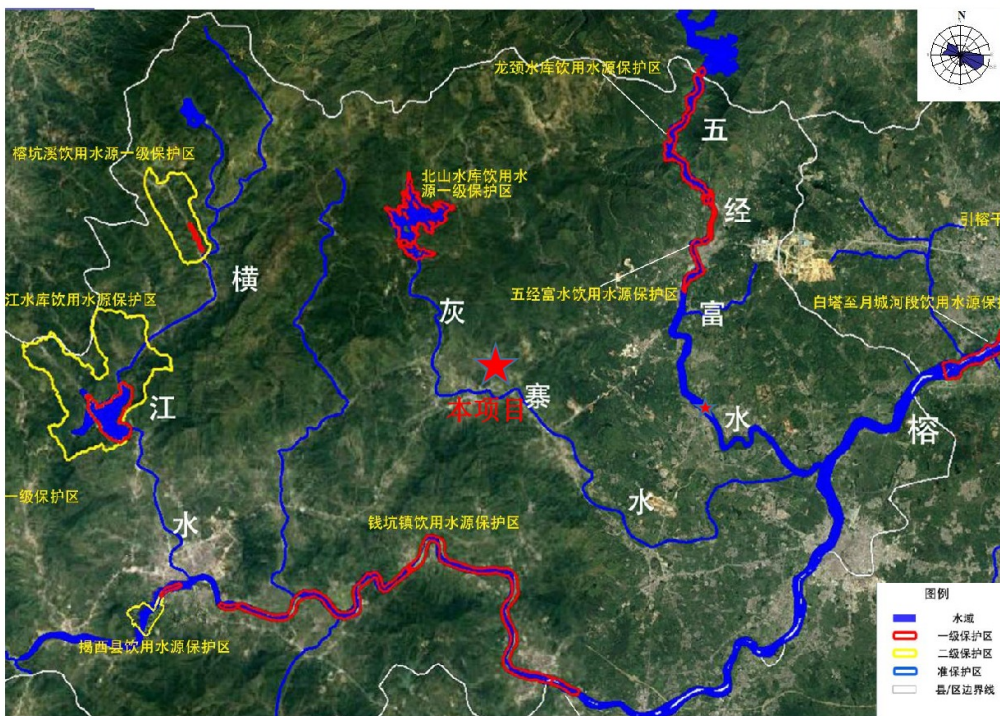 N
龙颈水库饮用水源保护区
五
榕坑溪饮用水源一级保护区
北山水库饮用水
源一级保护区
经
引榕干
横
江水库饮用水源保护区
五经富水饮用水源保护区
白塔至月城河段饮用水源保
灰
富
江
本项目
寨
水
榕
一级保护区
水
钱坑镇饮用水源保护区
水
揭西县饮用水源保护区
图例
水域
一级保护区
二级保护区
准保护区
县/区边界线